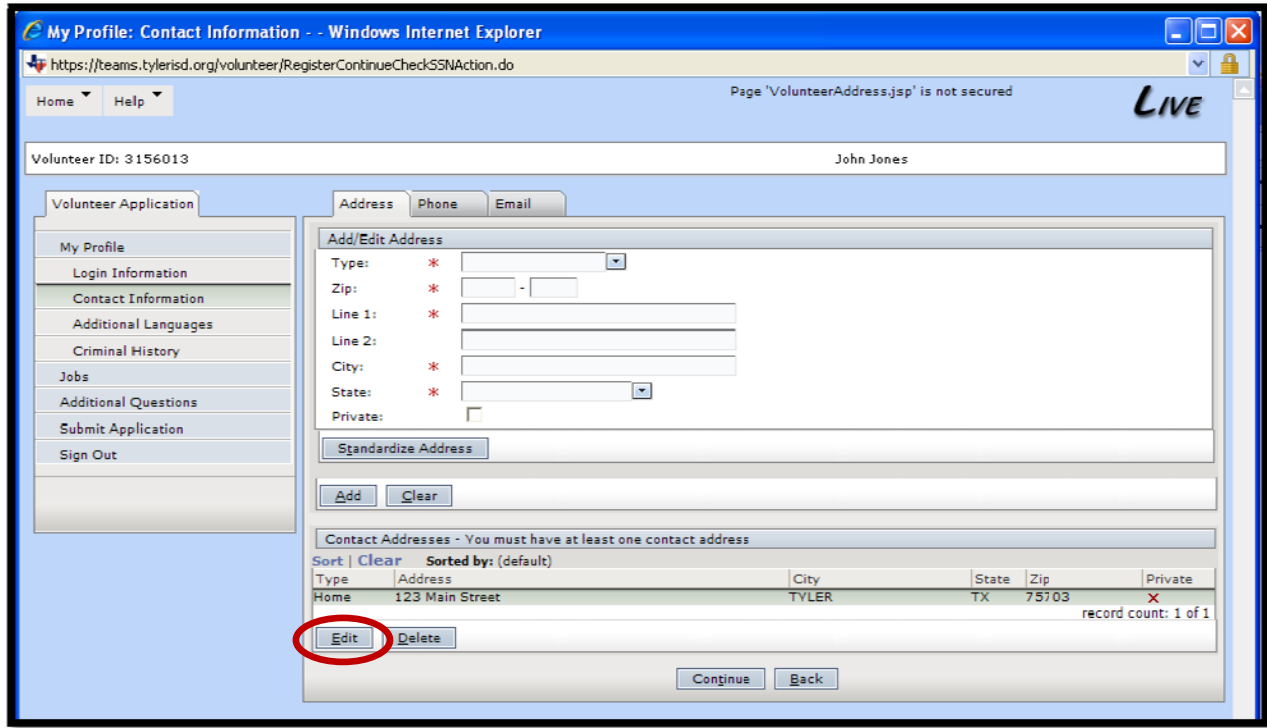 My Profile: Contact Information - - Windows Internet Explorer
https://teams.tylerisd.org/volunteer/RegisterContinueCheckSSNAction.do
Home Help Page 'VolunteerAddress.jsp' is not secured LIVE
Volunteer ID: 3156013 John Jones
Volunteer Application
My Profile
Login Information
Contact Information
Additional Languages
Criminal History
Jobs
Additional Questions
Submit Application
Sign Out
Address Phone Email
Add/Edit Address
Type: *
Zip: * -
Line 1: *
Line 2:
City: *
State: *
Private:
Standardize Address
Add Clear
Contact Addresses - You must have at least one contact address
Sort | Clear Sorted by: (default)
Type Address City State Zip Private
Home 123 Main Street TYLER TX 75703 X
record count: 1 of 1
Edit Delete
Continue Back